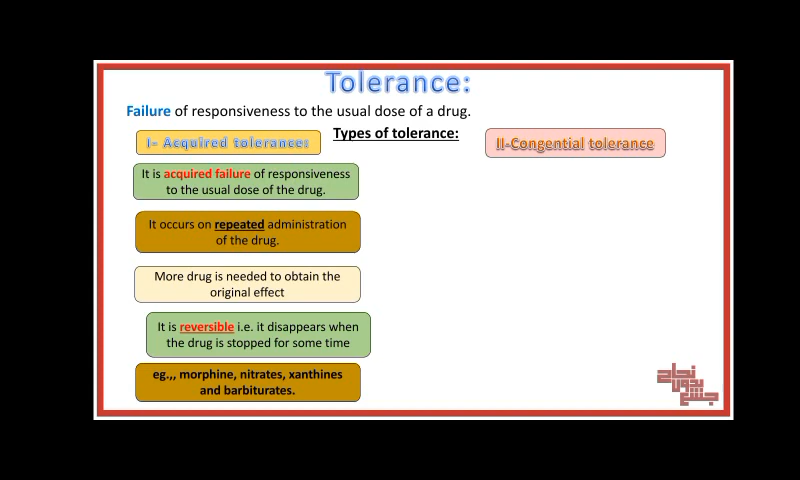 Tolerance:
Failure of responsiveness to the usual dose of a drug.
Types of tolerance:
I- Acquired tolerance:
It is acquired failure of responsiveness
to the usual dose of the drug.
It occurs on repeated administration
of the drug.
More drug is needed to obtain the
original effect
It is reversible i.e. it disappears when
the drug is stopped for some time
eg.,, morphine, nitrates, xanthines
and barbiturates.
II-Congential tolerance
نجاح
بدون